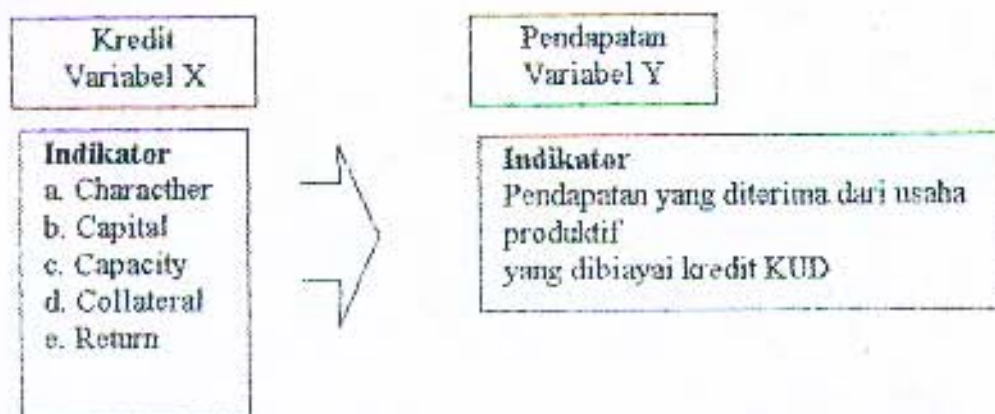 Kredit
Variabel X
Pendapatan
Variabel Y
Indikator
a. Characther
b. Capital
c. Capacity
d. Collateral
e. Return
Indikator
Pendapatan yang diterima dari usaha
produktif
yang dibiayai kredit KUD